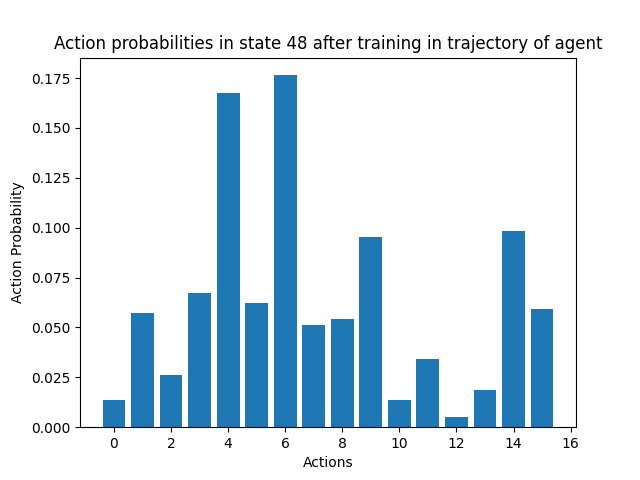 Action probabilities in state 48 after training in trajectory of agent
0.175
0.150
0.125
0.100
0.075
0.050
0.025
0.000
Action Probability
0 2 4 6 8 10 12 14 16
Actions